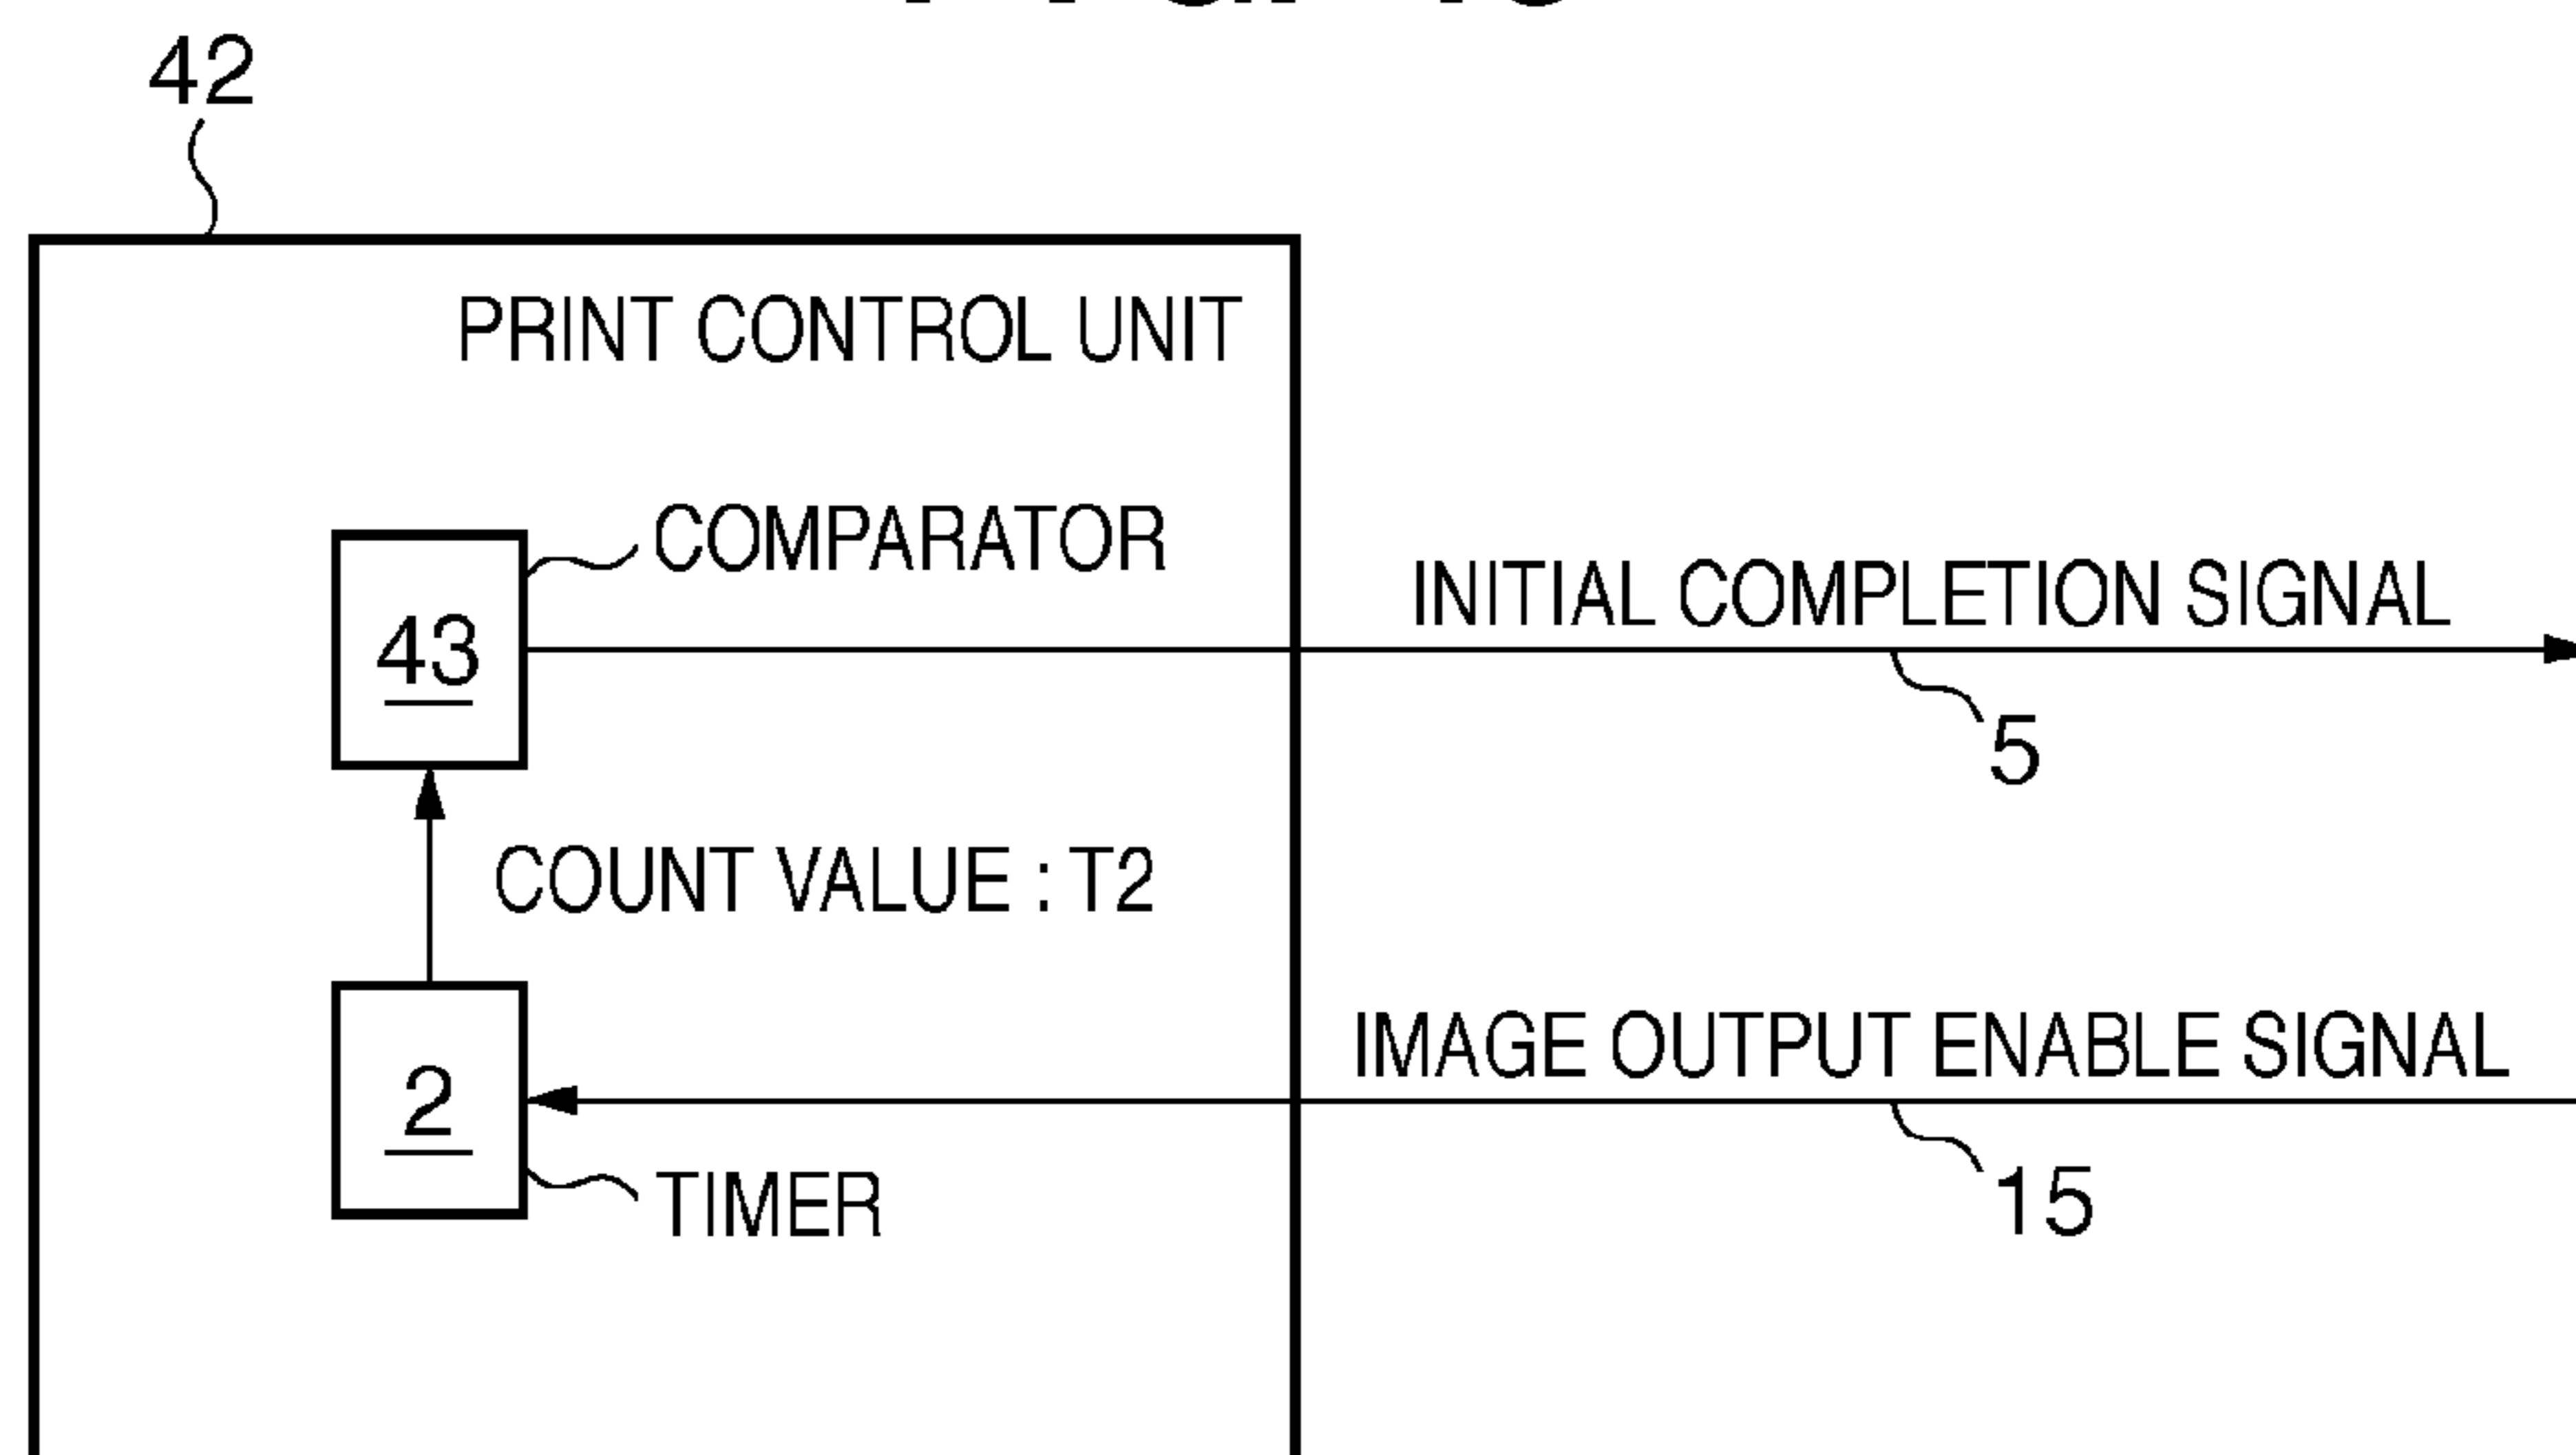 42
PRINT CONTROL UNIT
COMPARATOR
43
INITIAL COMPLETION SIGNAL
5
COUNT VALUE : T2
IMAGE OUTPUT ENABLE SIGNAL
2
15
TIMER